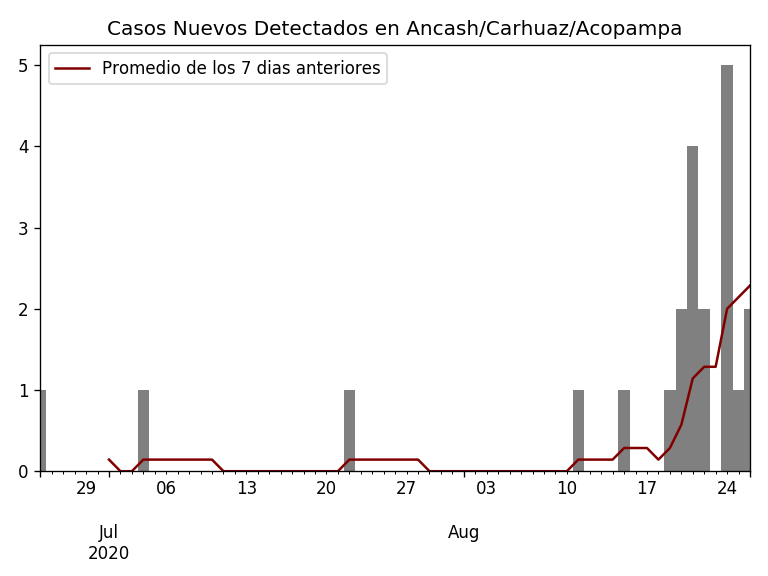 Casos Nuevos Detectados en Ancash/Carhuaz/Acopampa
Promedio de los 7 dias anteriores
5
4
3
2
1
0
29 06 13 20 27 03 10 17 24
Jul Aug
2020